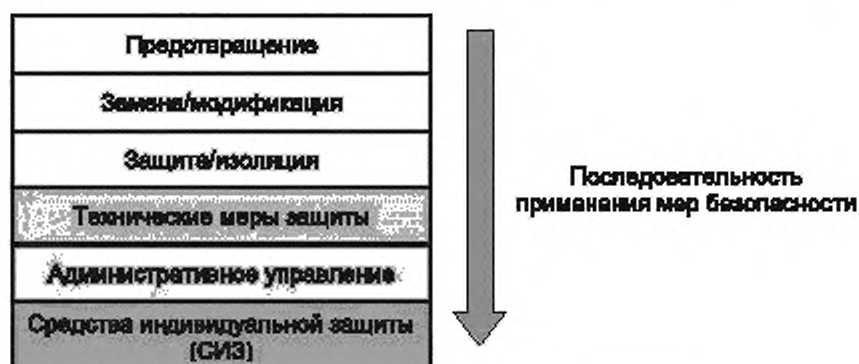 Предотвращение
Замена/модификация
Защита/изоляция
Технические меры защиты
Административное управление
Средства индивидуальной защиты
(СИЗ)
Последовательность
применения мер безопасности